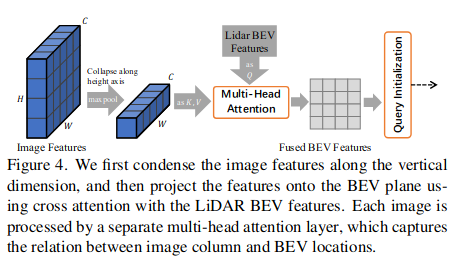 C
Lidar BEV
Features
Collapse along
height axis
C
as
Q
H
max pool
as K, V
Multi-Head
Attention
Query Initialization
W
W
Image Features
Fused BEV Features
Figure 4. We first condense the image features along the vertical
dimension, and then project the features onto the BEV plane us-
ing cross attention with the LiDAR BEV features. Each image is
processed by a separate multi-head attention layer, which captures
the relation between image column and BEV locations.